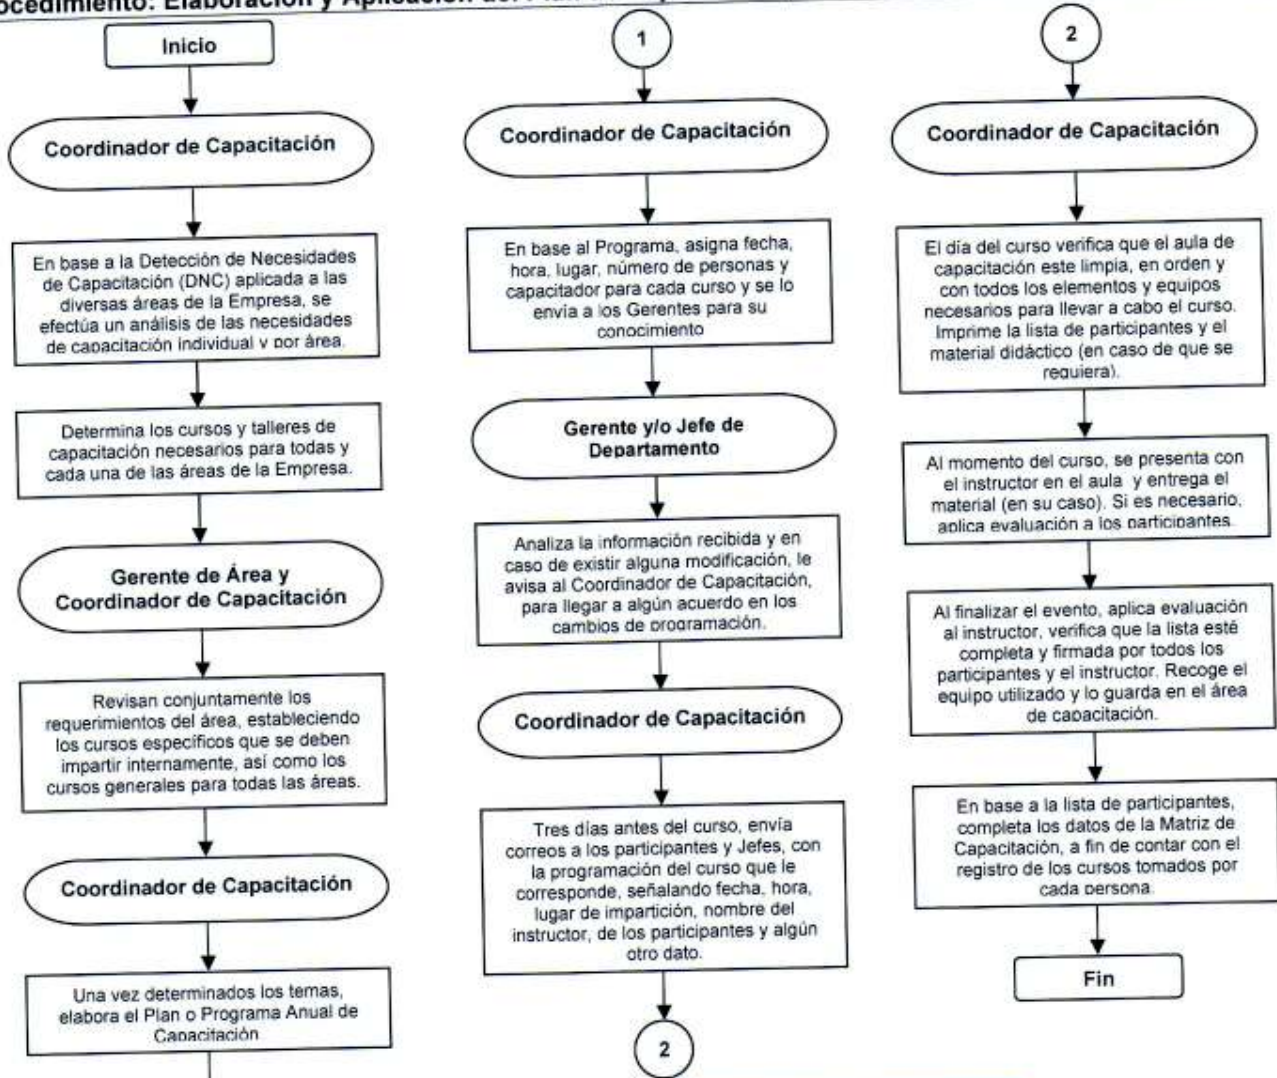 ocedimiento: Elaboración y Aplicación del Plan
Inicio
Coordinador de Capacitación
En base a la Detección de Necesidades
de Capacitación (DNC) aplicada a las
diversas áreas de la Empresa, se
efectúa un análisis de las necesidades
de capacitación individual y por área.
Determina los cursos y talleres de
capacitación necesarios para todas y
cada una de las áreas de la Empresa.
Gerente de Área y
Coordinador de Capacitación
Revisan conjuntamente los
requerimientos del área, estableciendo
los cursos específicos que se deben
impartir internamente, así como los
cursos generales para todas las áreas.
Coordinador de Capacitación
Una vez determinados los temas,
elabora el Plan o Programa Anual de
Capacitación
1
Coordinador de Capacitación
En base al Programa, asigna fecha,
hora, lugar, número de personas y
capacitador para cada curso y se lo
envía a los Gerentes para su
conocimiento
Gerente y/o Jefe de
Departamento
Analiza la información recibida y en
caso de existir alguna modificación, le
avisa al Coordinador de Capacitación,
para llegar a algún acuerdo en los
cambios de programación.
Coordinador de Capacitación
Tres días antes del curso, envía
correos a los participantes y Jefes, con
la programación del curso que le
corresponde, señalando fecha, hora,
lugar de impartición, nombre del
instructor, de los participantes y algún
otro dato.
2
2
Coordinador de Capacitación
El día del curso verifica que el aula de
capacitación este limpia, en orden y
con todos los elementos y equipos
necesarios para llevar a cabo el curso.
Imprime la lista de participantes y el
material didáctico (en caso de que se
requiera).
Al momento del curso, se presenta con
el instructor en el aula y entrega el
material (en su caso). Si es necesario,
aplica evaluación a los participantes.
Al finalizar el evento, aplica evaluación
al instructor, verifica que la lista esté
completa y firmada por todos los
participantes y el instructor. Recoge el
equipo utilizado y lo guarda en el área
de capacitación.
En base a la lista de participantes,
completa los datos de la Matriz de
Capacitación, a fin de contar con el
registro de los cursos tomados por
cada persona.
Fin